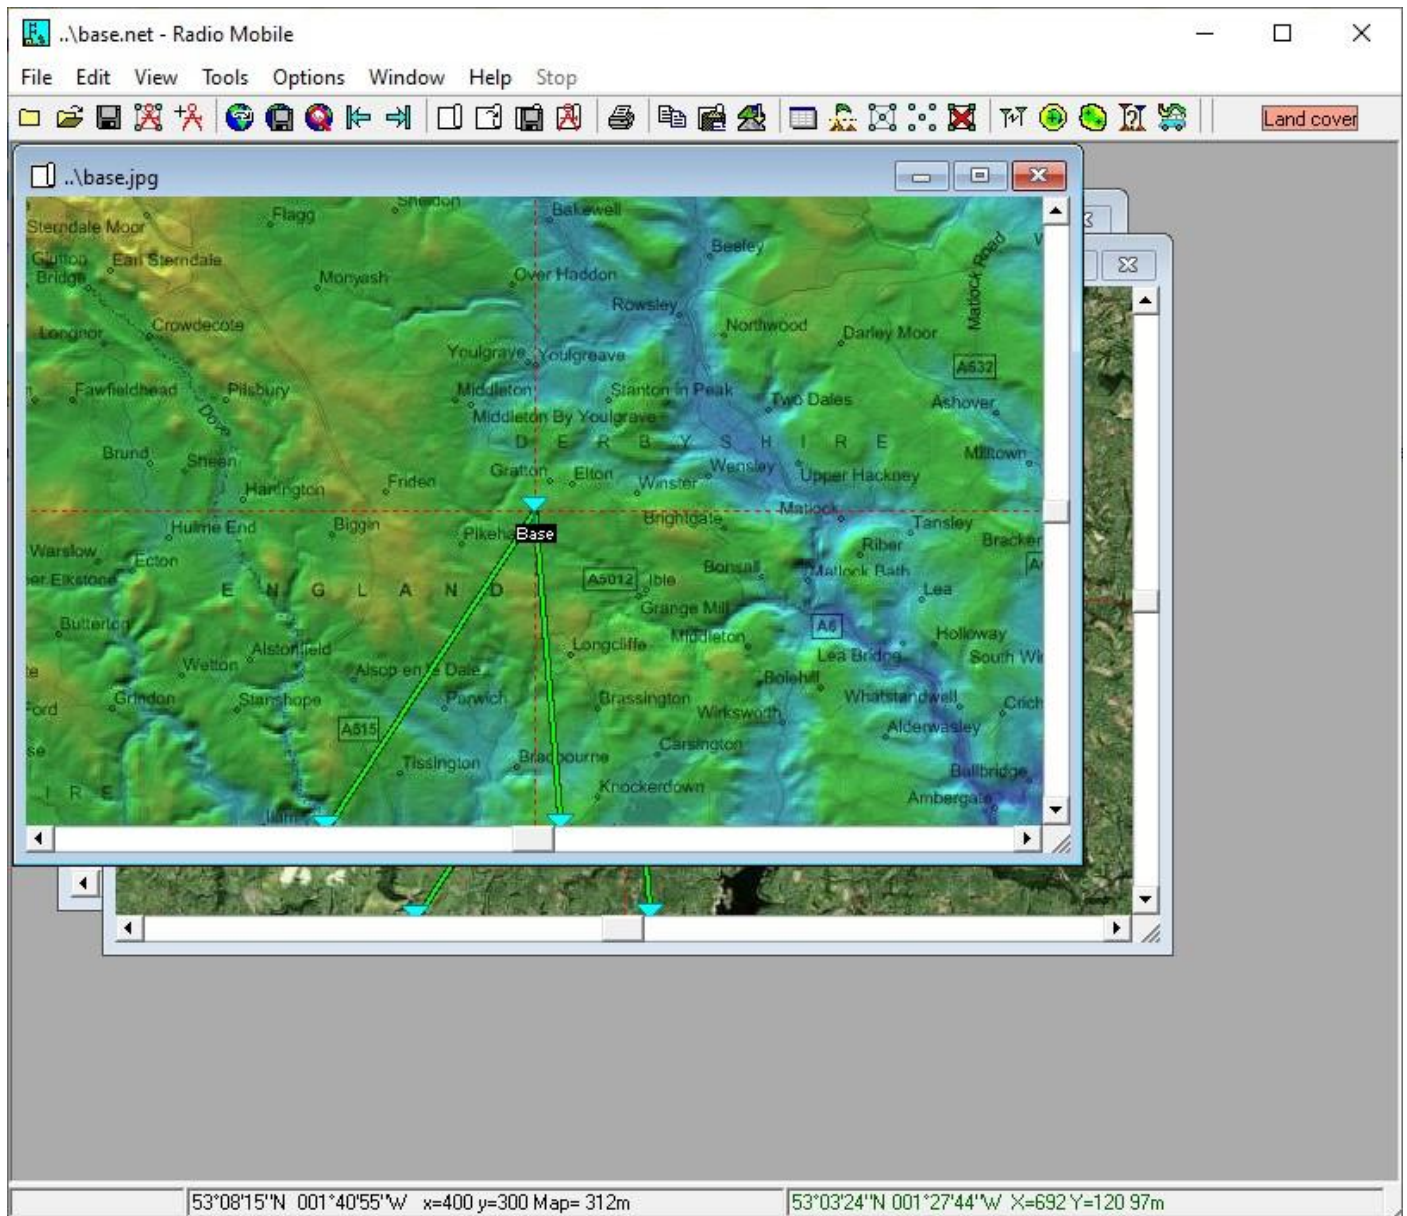 ..\base.net - Radio Mobile
File Edit View Tools Options Window Help Stop
Land cover
..\base.jpg
Sterndale Moor
Flagg
Sheldon
Bakewell
Beeley
Matlock Road
Glutton Bridge
Earl Sterndale
Monyash
Over Haddon
Rowsley
Longnor
Crowdecote
Northwood
Darley Moor
Youlgrave
Youlgreave
A632
Fawfieldhead
Pilsbury
Middleton
Stanton in Peak
Two Dales
Ashover
Dove
Middleton By Youlgrave
D E R B Y S H I R E
Brund
Sheen
Milltown
Hartington
Friden
Gratton
Elton
Winster
Wensley
Upper Hackney
Matlock
Hulme End
Biggin
Pikeha
Base
Brightgate
Tansley
Warslow
Ecton
Riber
Bracken
er Elkstone
E N G L A N D
A5012
Ible
Bonsall
Matlock Bath
Lea
Grange Mill
Butterton
A6
Holloway
Alstonfield
Longcliffe
Middleton
Wetton
Alsop en le Dale
Lea Bridge
South Wi
Bolehill
Grindon
Stanshope
Parwich
Brassington
Wirksworth
Whatstandwell
Crich
Ford
A515
Alderwasley
Tissington
Bradbourne
Carsington
Bullbridge
Knockerdown
Ambergate
I R E
Ilam
53°08'15"N 001°40'55"W x=400 y=300 Map= 312m
53°03'24"N 001°27'44"W X=692 Y=120 97m